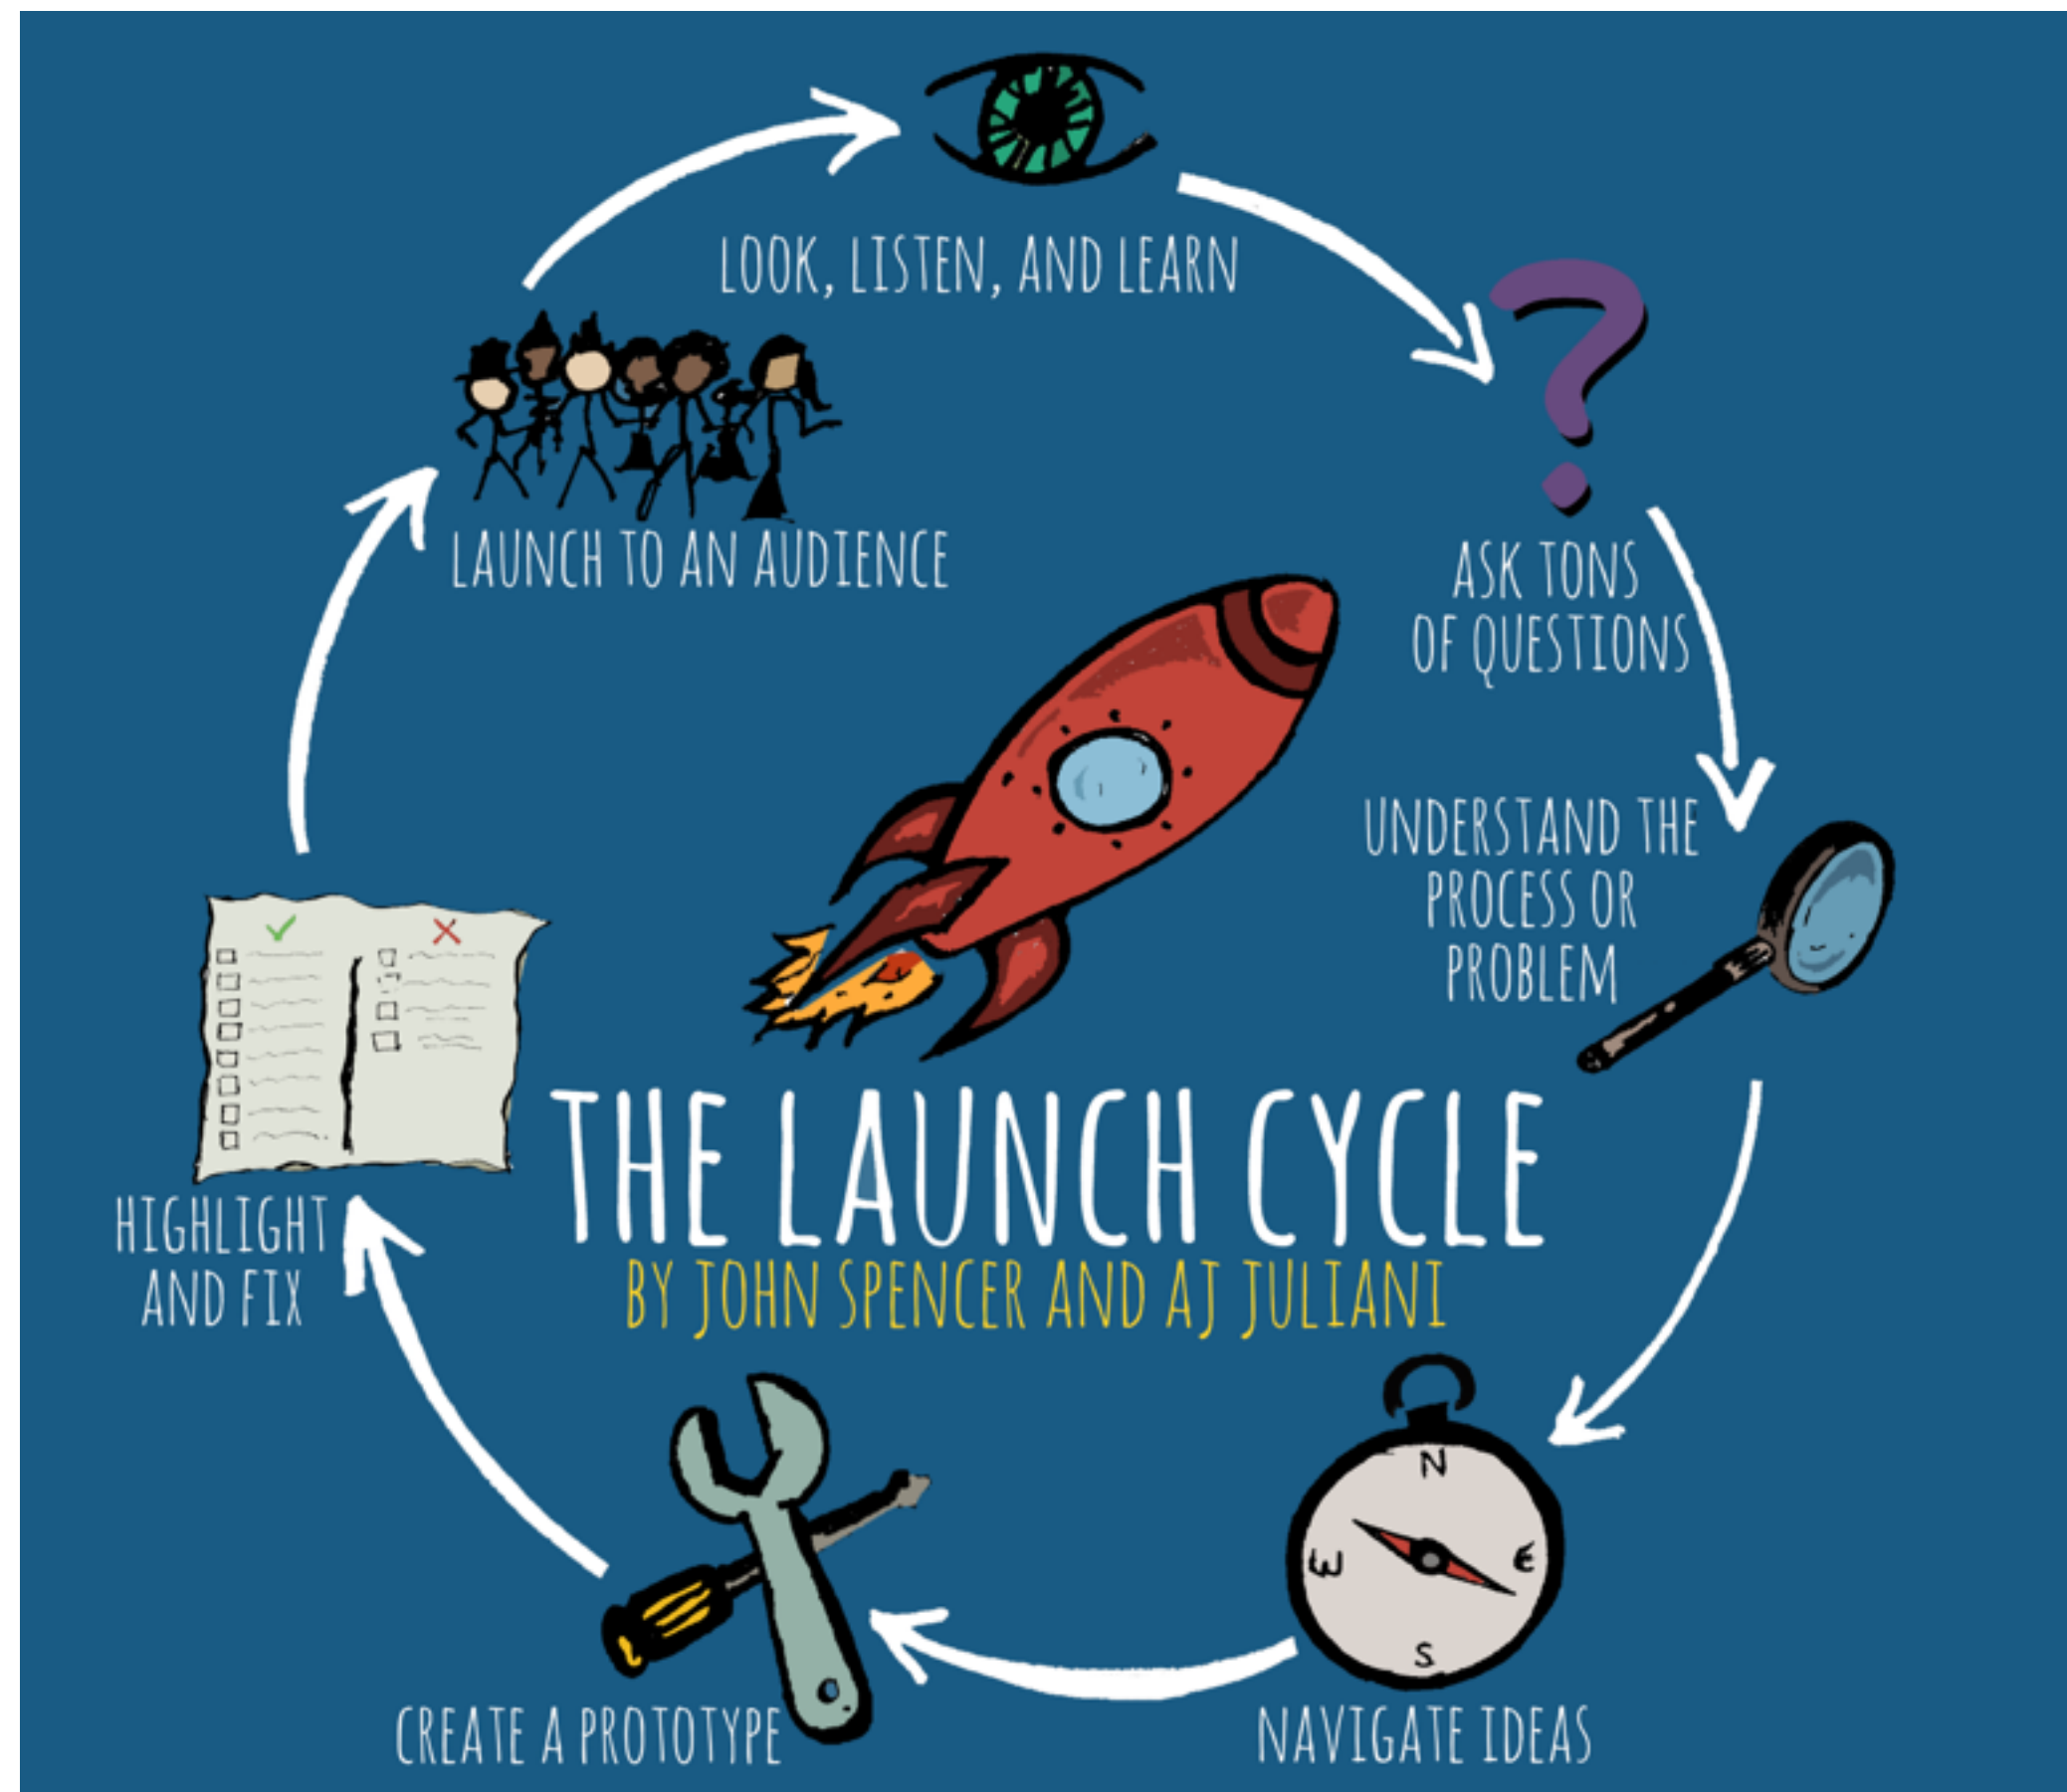 LOOK, LISTEN, AND LEARN
ASK TONS
OF QUESTIONS
UNDERSTAND THE
PROCESS OR
PROBLEM
NAVIGATE IDEAS
N
W
E
S
CREATE A PROTOTYPE
HIGHLIGHT
AND FIX
LAUNCH TO AN AUDIENCE
THE LAUNCH CYCLE
BY JOHN SPENCER AND AJ JULIANI